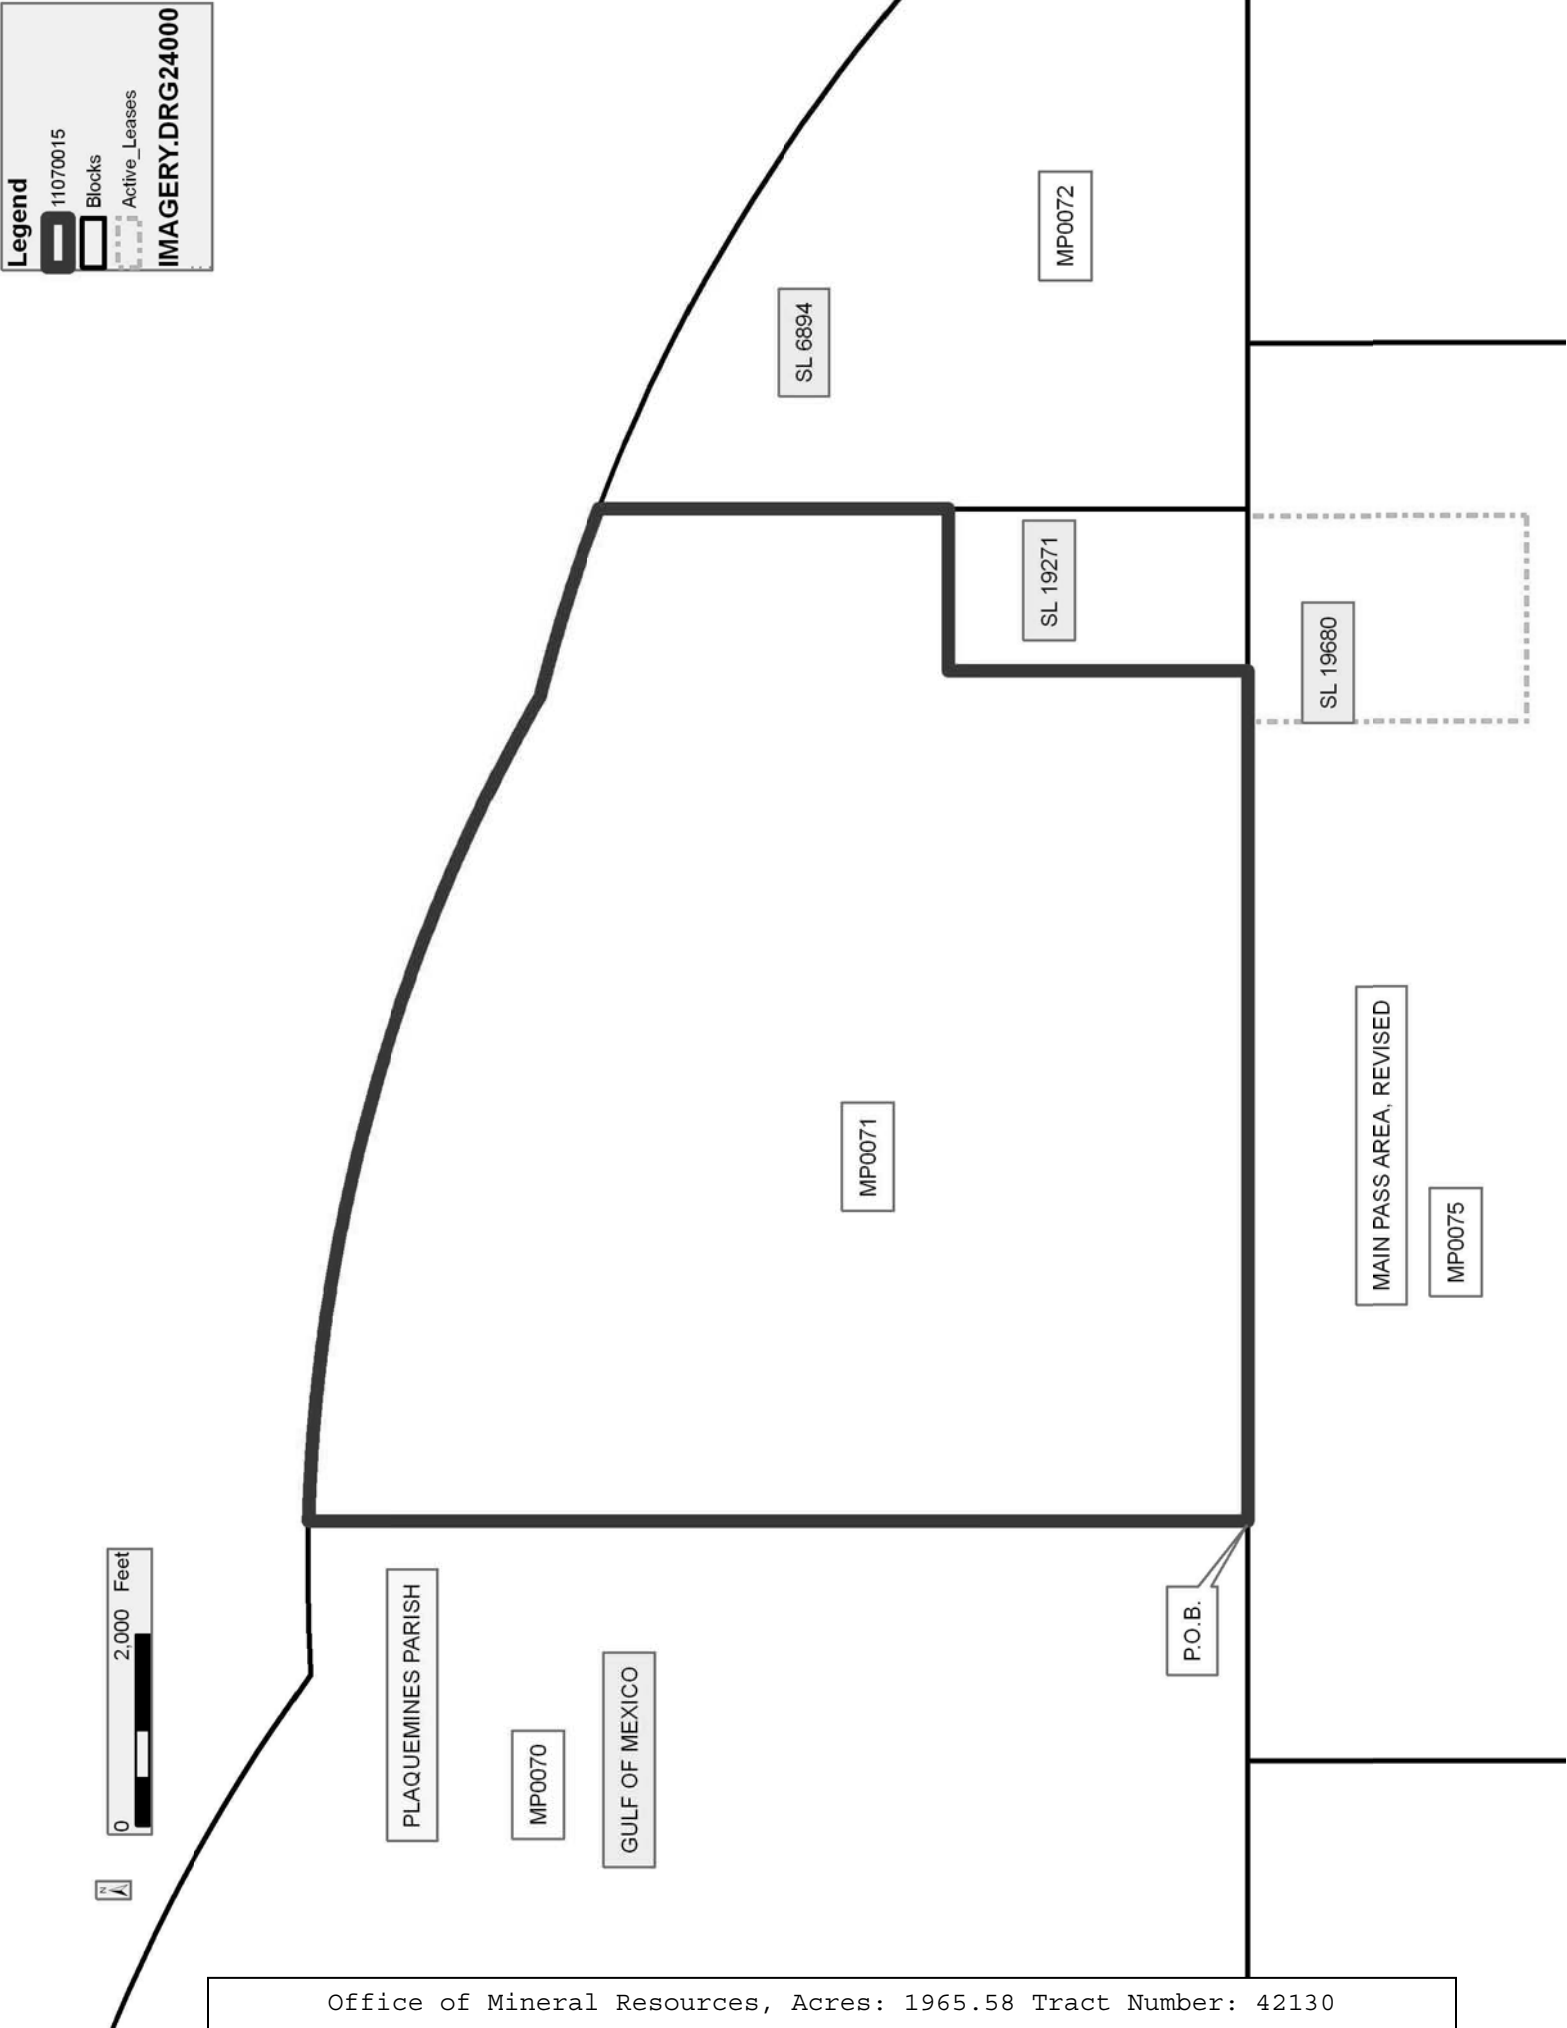 Legend
11070015
Blocks
Active_Leases
IMAGERY.DRG24000
0 2,000 Feet
N
PLAQUEMINES PARISH
MP0070
GULF OF MEXICO
P.O.B.
MP0071
SL 6894
MP0072
SL 19271
SL 19680
MAIN PASS AREA, REVISED
MP0075
Office of Mineral Resources, Acres: 1965.58 Tract Number: 42130